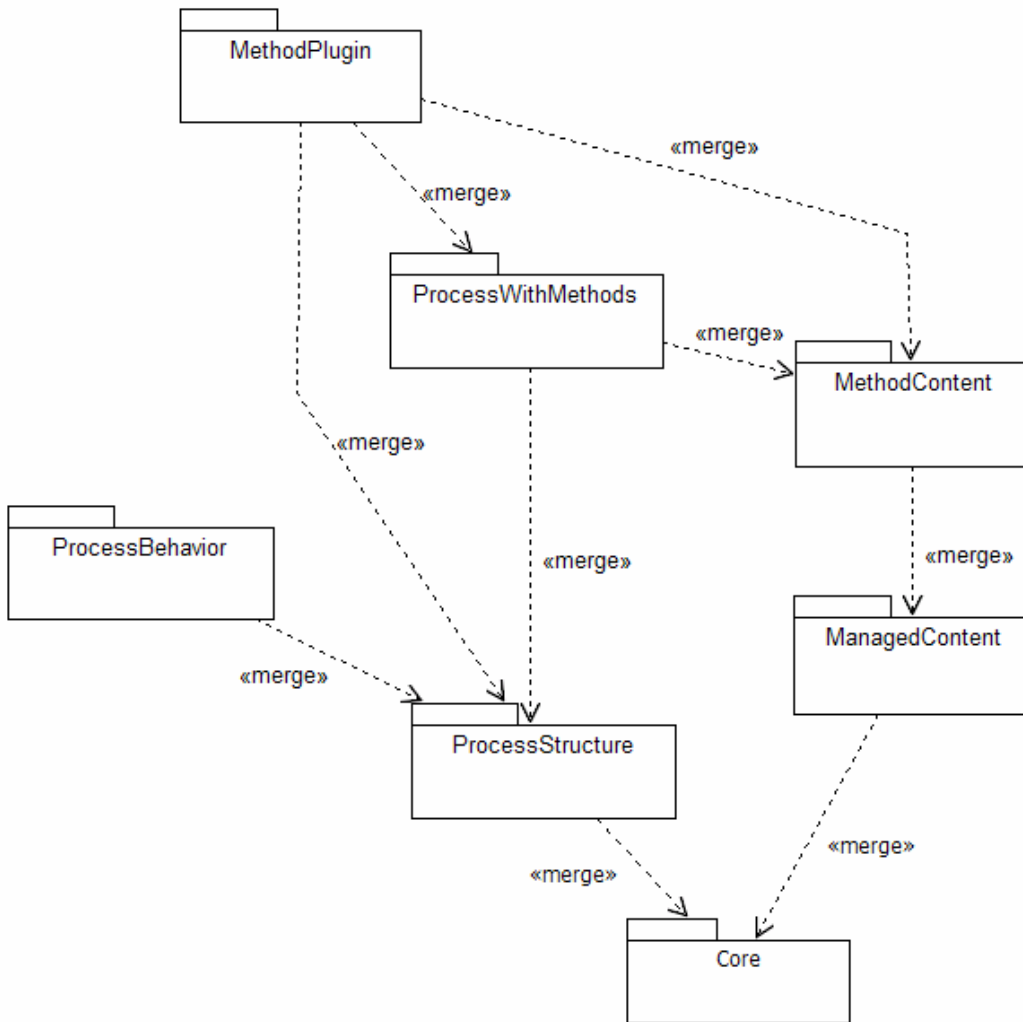 MethodPlugin
«merge»
«merge»
ProcessWithMethods
«merge»
MethodContent
«merge»
ProcessBehavior
«merge»
«merge»
ManagedContent
«merge»
ProcessStructure
«merge»
«merge»
Core